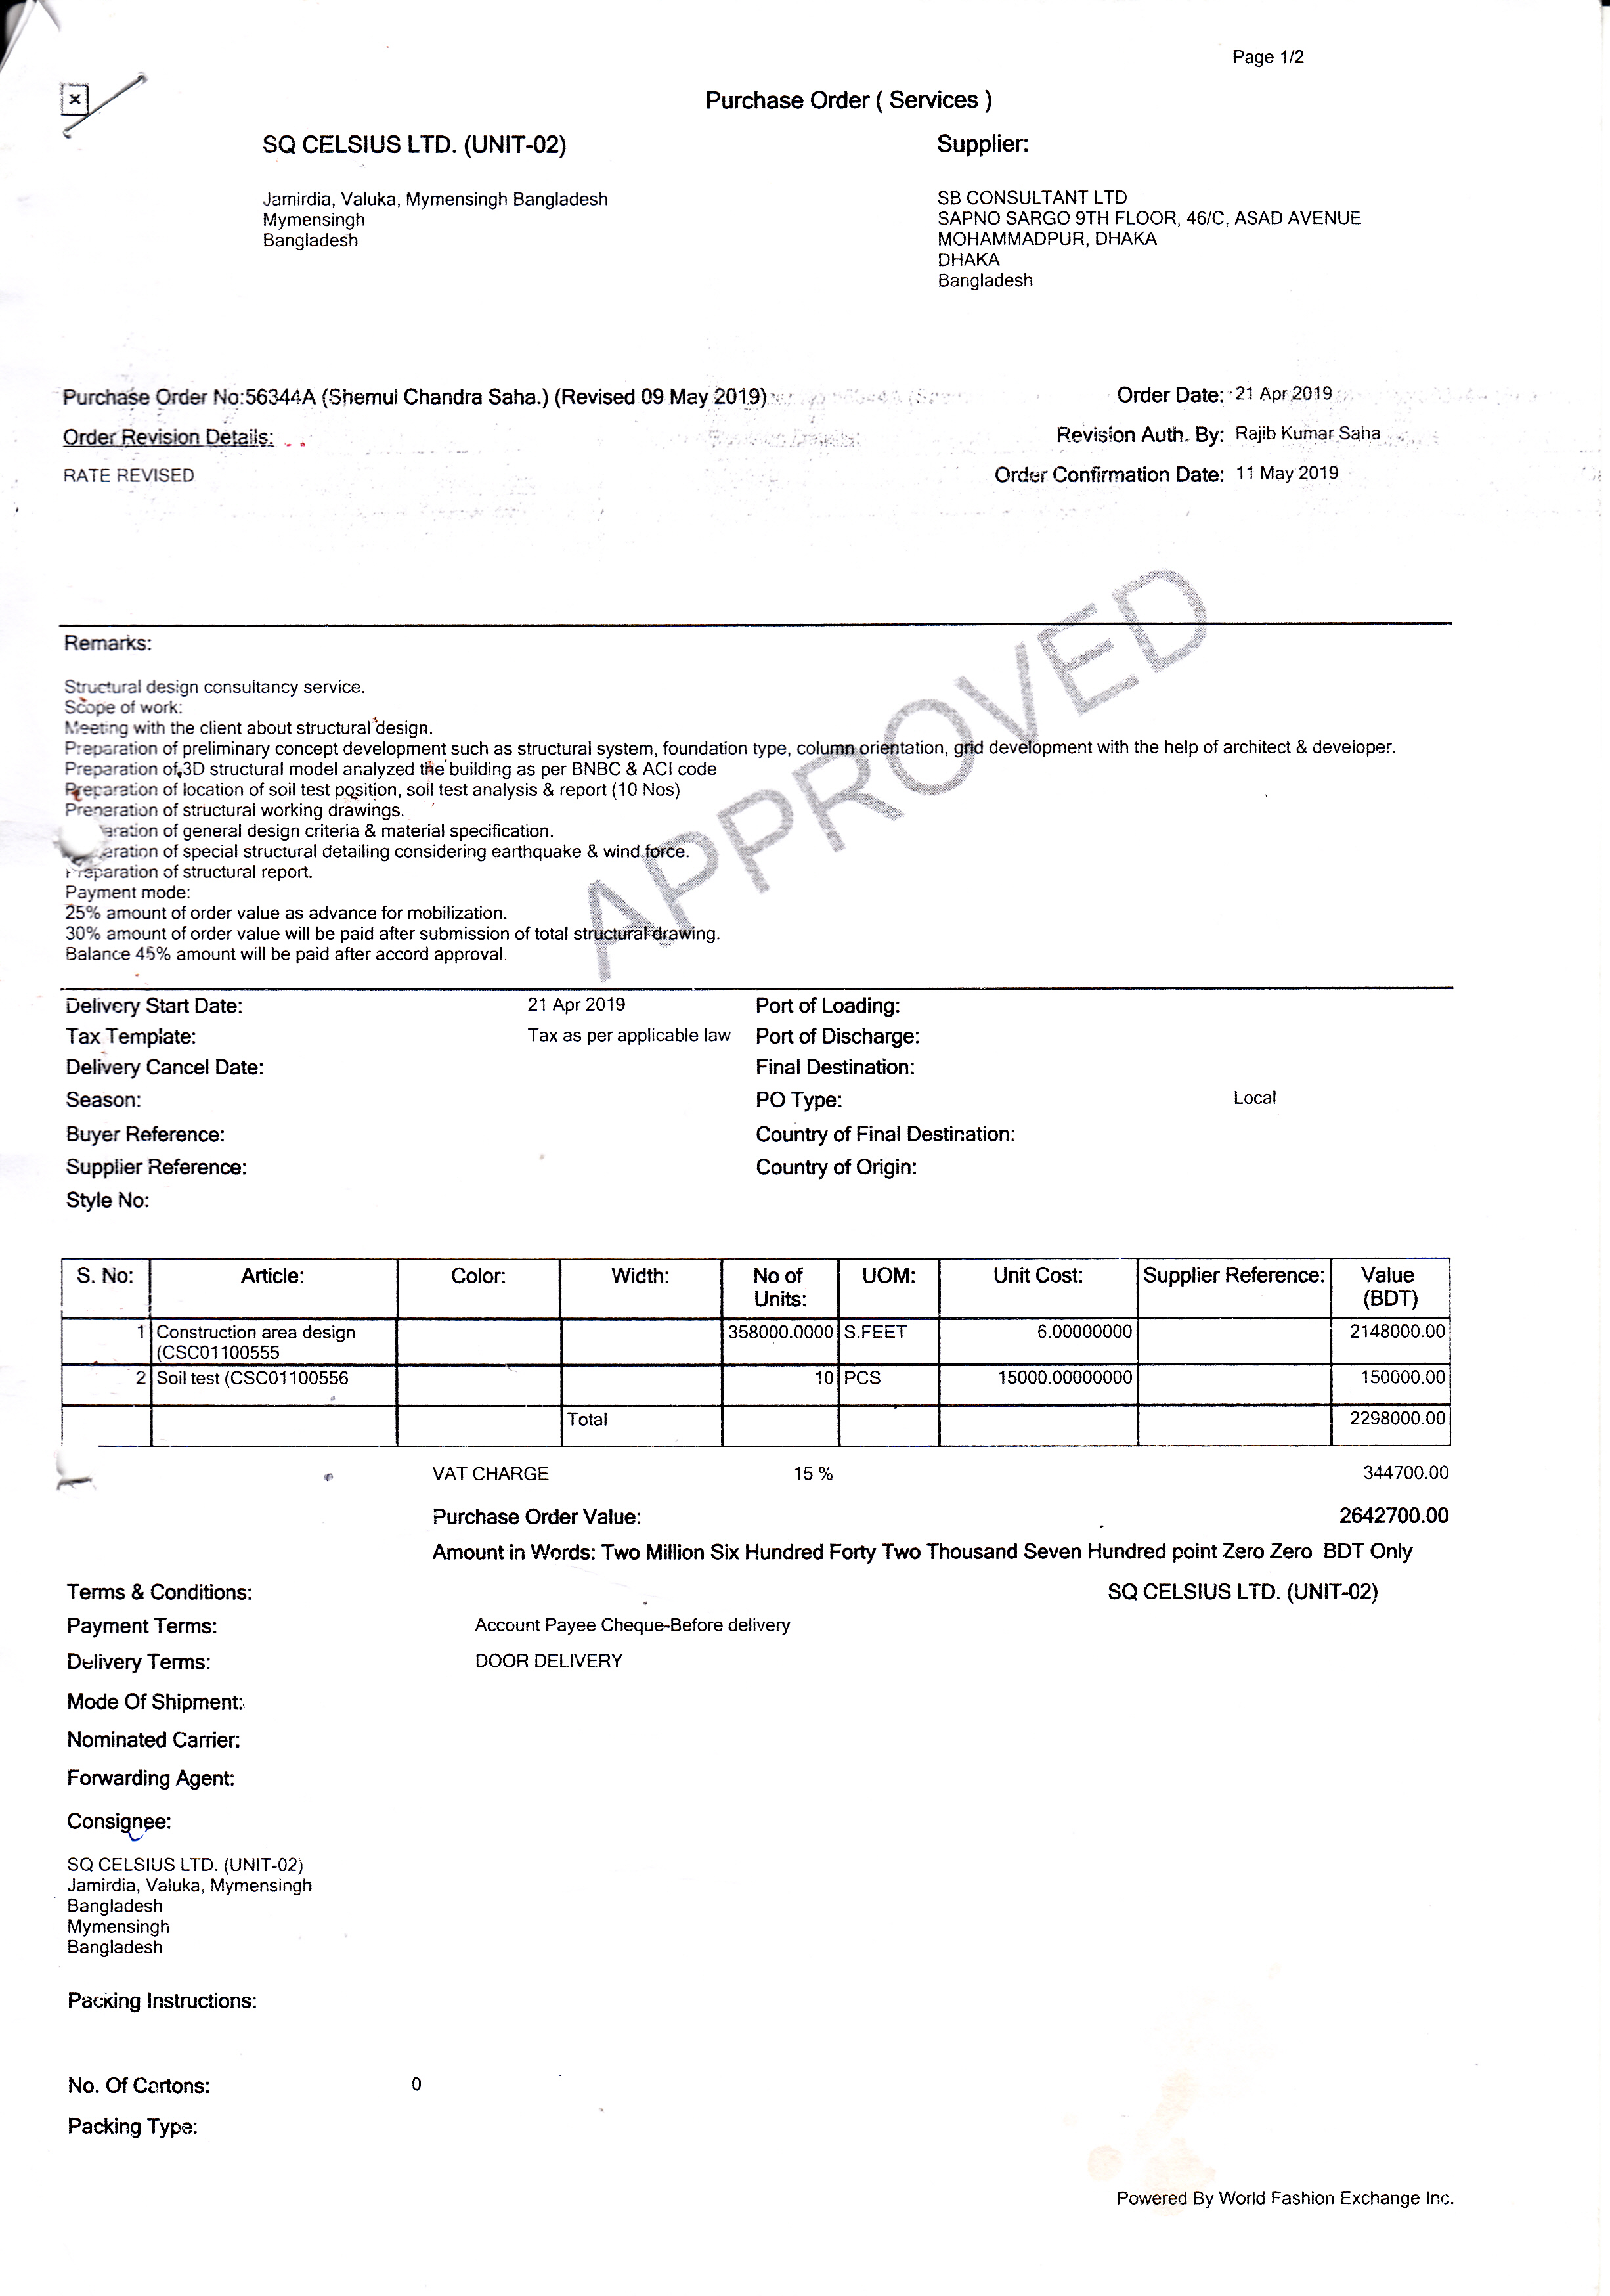 Page 1/2
Purchase Order ( Services )
SQ CELSIUS LTD. (UNIT-02)
Jamirdia, Valuka, Mymensingh Bangladesh
Mymensingh
Bangladesh
Supplier:
SB CONSULTANT LTD
SAPNO SARGO 9TH FLOOR, 46/C, ASAD AVENUE
MOHAMMADPUR, DHAKA
DHAKA
Bangladesh
Purchase Order No:56344A (Shemul Chandra Saha.) (Revised 09 May 2019)
Order Revision Details:
RATE REVISED
Order Date: 21 Apr 2019
Revision Auth. By: Rajib Kumar Saha
Order Confirmation Date: 11 May 2019
APPROVED
Remarks:
Structural design consultancy service.
Scope of work:
Meeting with the client about structural design.
Preparation of preliminary concept development such as structural system, foundation type, column orientation, grid development with the help of architect & developer.
Preparation of 3D structural model analyzed the building as per BNBC & ACI code
Preparation of location of soil test position, soil test analysis & report (10 Nos)
Preparation of structural working drawings.
aration of general design criteria & material specification.
eration of special structural detailing considering earthquake & wind force.
Preparation of structural report.
Payment mode:
25% amount of order value as advance for mobilization.
30% amount of order value will be paid after submission of total structural drawing.
Balance 45% amount will be paid after accord approval.
Delivery Start Date: 21 Apr 2019 Port of Loading:
Tax Template: Tax as per applicable law Port of Discharge:
Delivery Cancel Date: Final Destination:
Season: PO Type: Local
Buyer Reference: Country of Final Destination:
Supplier Reference: Country of Origin:
Style No:
S. No: Article: Color: Width: No of Units: UOM: Unit Cost: Supplier Reference: Value (BDT)
1 Construction area design (CSC01100555 358000.0000 S.FEET 6.00000000 2148000.00
2 Soil test (CSC01100556 10 PCS 15000.00000000 150000.00
Total 2298000.00
VAT CHARGE 15 % 344700.00
Purchase Order Value: 2642700.00
Amount in Words: Two Million Six Hundred Forty Two Thousand Seven Hundred point Zero Zero BDT Only
Terms & Conditions: SQ CELSIUS LTD. (UNIT-02)
Payment Terms: Account Payee Cheque-Before delivery
Delivery Terms: DOOR DELIVERY
Mode Of Shipment:
Nominated Carrier:
Forwarding Agent:
Consignee:
SQ CELSIUS LTD. (UNIT-02)
Jamirdia, Valuka, Mymensingh
Bangladesh
Mymensingh
Bangladesh
Packing Instructions:
No. Of Cartons: 0
Packing Type:
Powered By World Fashion Exchange Inc.